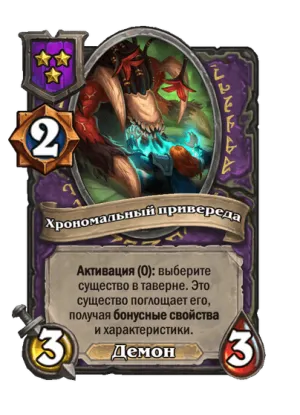 2
Хрономальный привереда
Активация (0): выберите
существо в таверне. Это
существо поглощает его,
получая бонусные свойства
и характеристики.
3
Демон
3